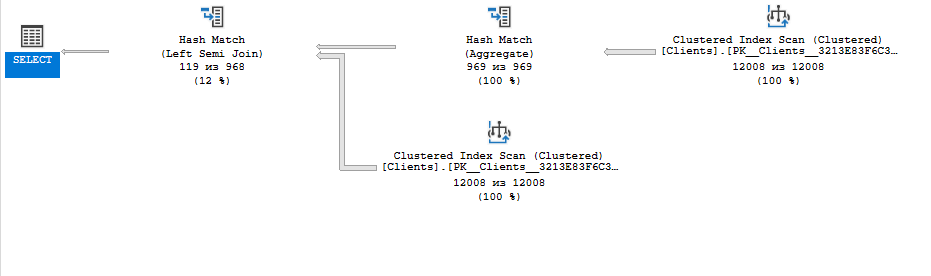 SELECT
Hash Match
(Left Semi Join)
119 из 968
(12 %)
Hash Match
(Aggregate)
969 из 969
(100 %)
Clustered Index Scan (Clustered)
[Clients].[PK__Clients__3213E83F6C3…
12008 из 12008
(100 %)
Clustered Index Scan (Clustered)
[Clients].[PK__Clients__3213E83F6C3…
12008 из 12008
(100 %)